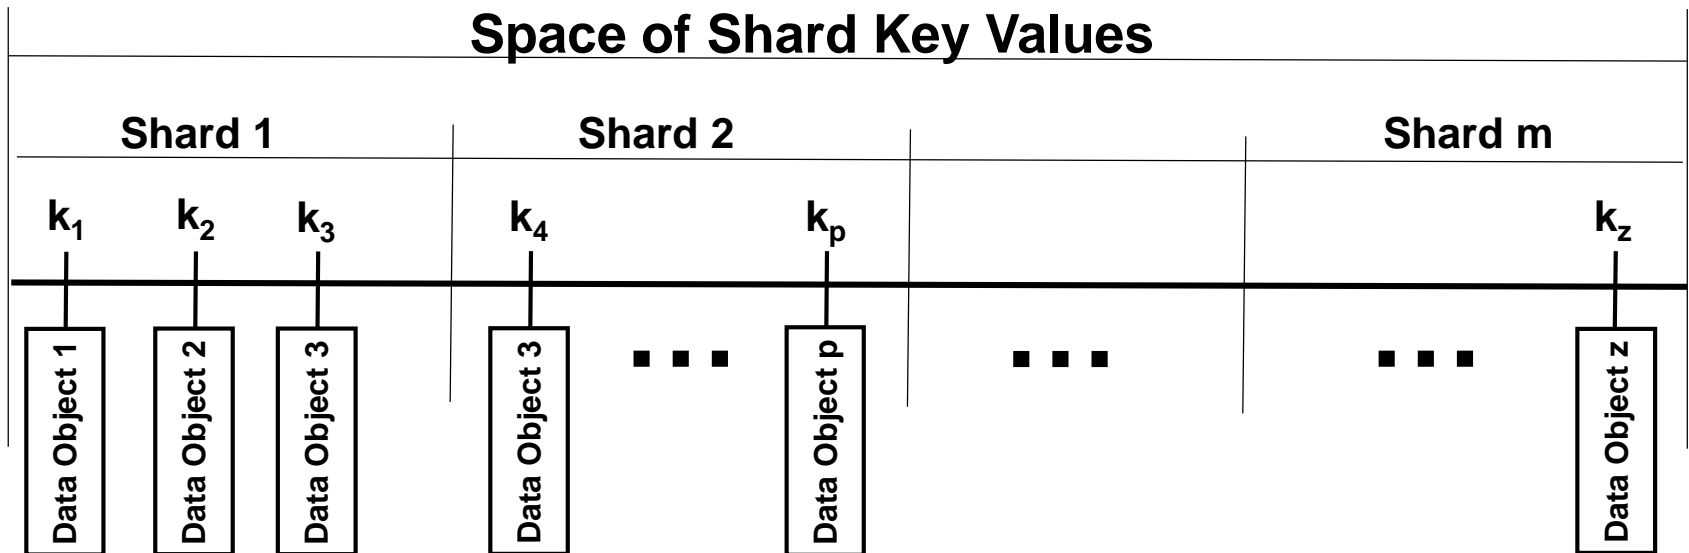 Space of Shard Key Values
Shard 1 Shard 2 Shard m
k₁ k₂ k₃ k₄ kₚ k_z
Data Object 1 Data Object 2 Data Object 3 Data Object 3 Data Object p Data Object z